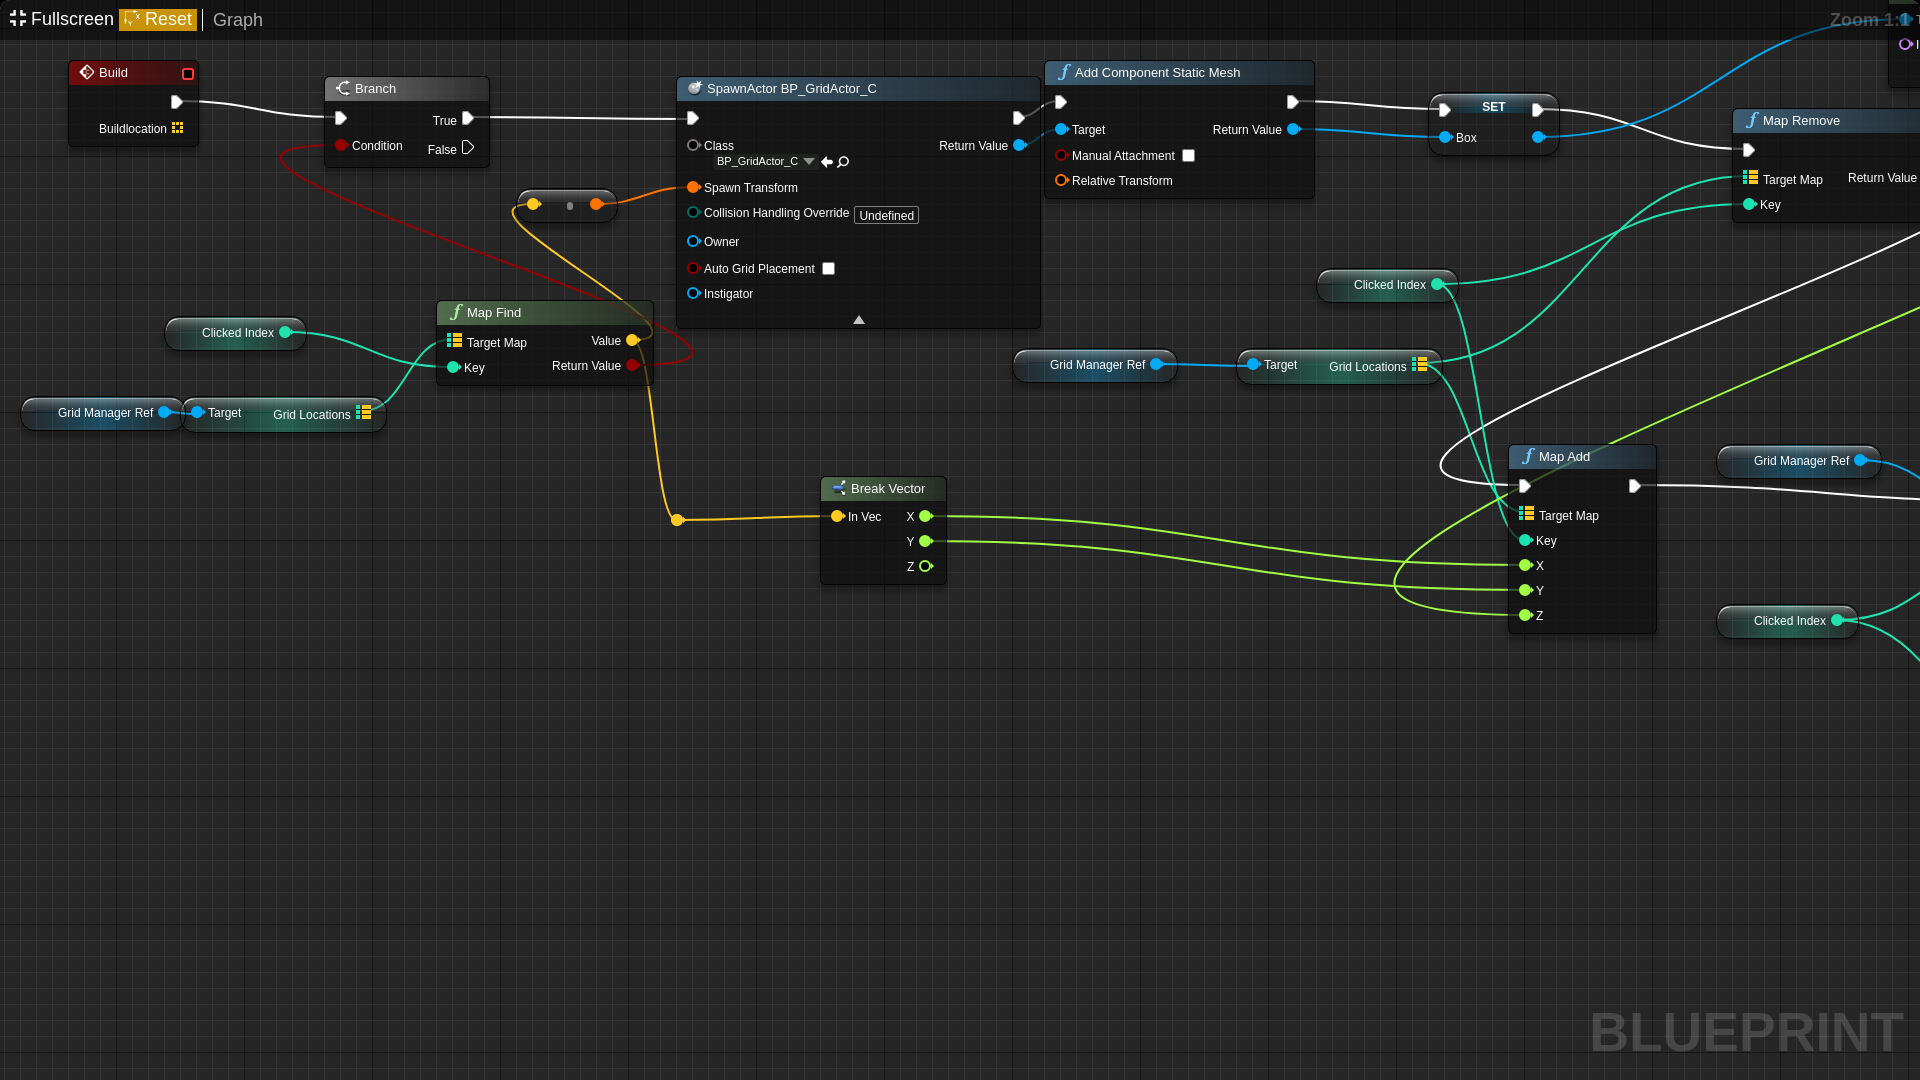 Fullscreen Reset Graph
Zoom 1:1
Build
Buildlocation
Branch
True
Condition
False
SpawnActor BP_GridActor_C
Class
BP_GridActor_C
Return Value
Spawn Transform
Collision Handling Override Undefined
Owner
Auto Grid Placement
Instigator
Add Component Static Mesh
Target
Return Value
Manual Attachment
Relative Transform
SET
Box
Map Remove
Target Map
Return Value
Key
Clicked Index
Map Find
Target Map
Value
Key
Return Value
Grid Manager Ref
Target
Grid Locations
Clicked Index
Grid Manager Ref
Target
Grid Locations
Break Vector
In Vec
X
Y
Z
Map Add
Target Map
Key
X
Y
Z
Grid Manager Ref
Clicked Index
BLUEPRINT